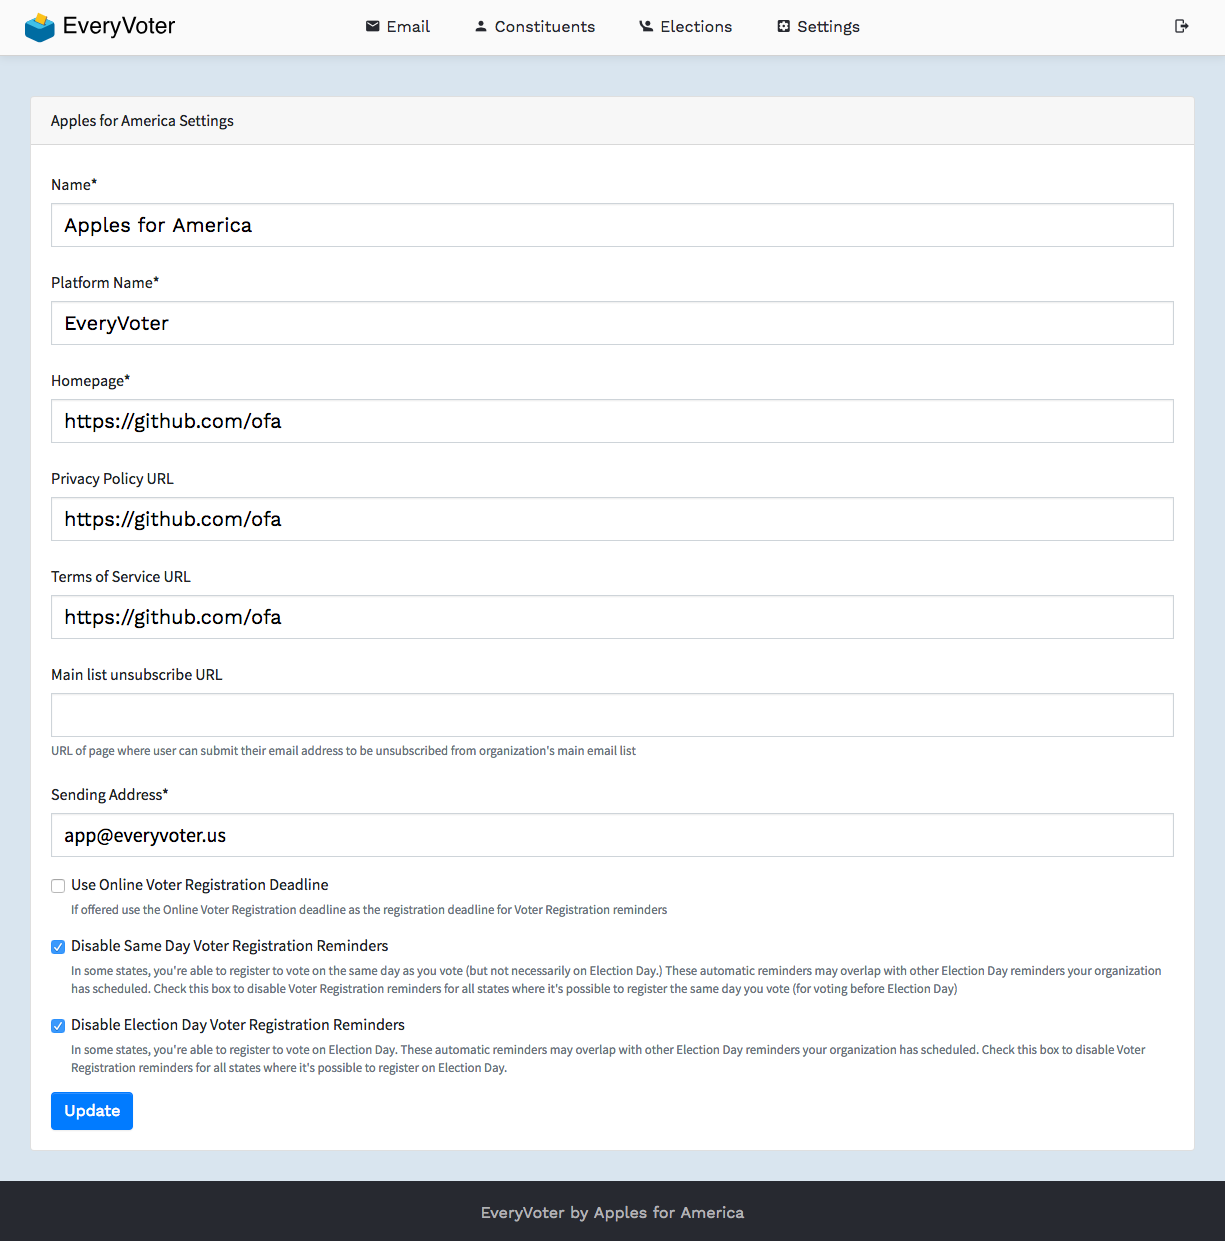 EveryVoter
Email
Constituents
Elections
Settings
Apples for America Settings
Name*
Apples for America
Platform Name*
EveryVoter
Homepage*
https://github.com/ofa
Privacy Policy URL
https://github.com/ofa
Terms of Service URL
https://github.com/ofa
Main list unsubscribe URL
URL of page where user can submit their email address to be unsubscribed from organization's main email list
Sending Address*
app@everyvoter.us
Use Online Voter Registration Deadline
If offered use the Online Voter Registration deadline as the registration deadline for Voter Registration reminders
Disable Same Day Voter Registration Reminders
In some states, you're able to register to vote on the same day as you vote (but not necessarily on Election Day.) These automatic reminders may overlap with other Election Day reminders your organization
has scheduled. Check this box to disable Voter Registration reminders for all states where it's possible to register the same day you vote (for voting before Election Day)
Disable Election Day Voter Registration Reminders
In some states, you're able to register to vote on Election Day. These automatic reminders may overlap with other Election Day reminders your organization has scheduled. Check this box to disable Voter
Registration reminders for all states where it's possible to register on Election Day.
Update
EveryVoter by Apples for America